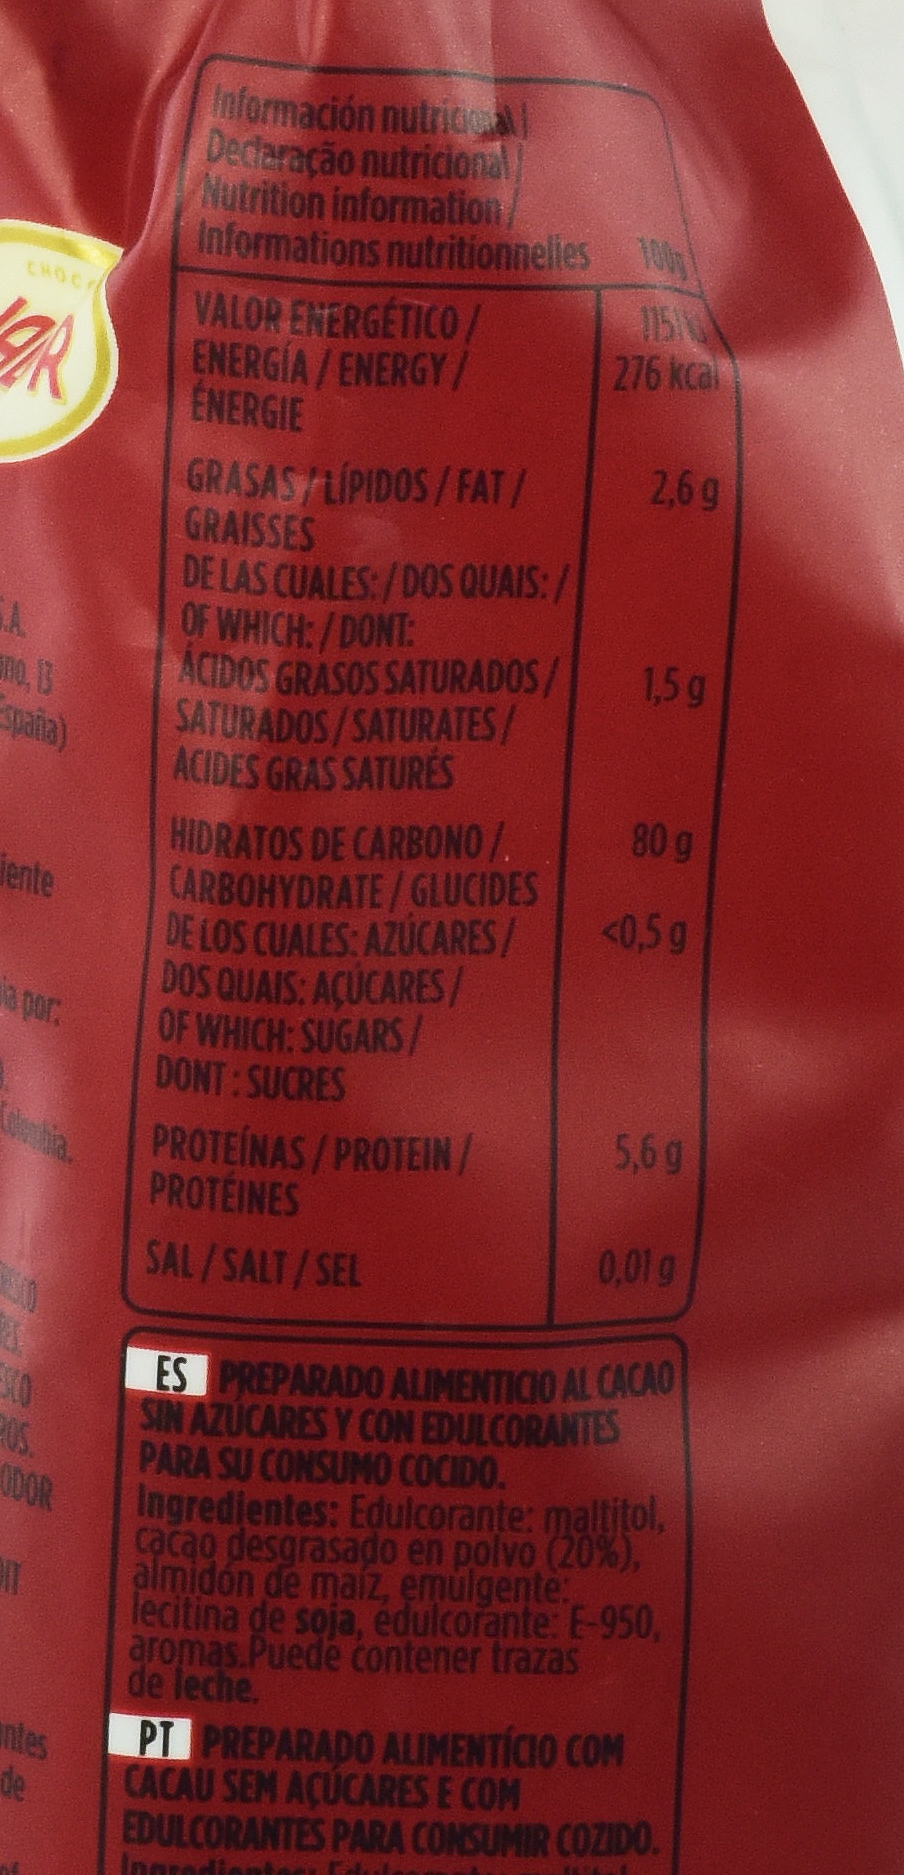 Información nutricional /
Declaração nutricional /
Nutrition information /
Informations nutritionnelles 100g
VALOR ENERGÉTICO /
ENERGÍA / ENERGY / 276 kcal
ÉNERGIE
GRASAS / LÍPIDOS / FAT / 2,6 g
GRAISSES
DE LAS CUALES: / DOS QUAIS: /
OF WHICH: / DONT:
ÁCIDOS GRASOS SATURADOS / 1,5 g
SATURADOS / SATURATES /
ACIDES GRAS SATURÉS
HIDRATOS DE CARBONO / 80 g
CARBOHYDRATE / GLUCIDES
DE LOS CUALES: AZÚCARES / <0,5 g
DOS QUAIS: AÇÚCARES /
OF WHICH: SUGARS /
DONT : SUCRES
PROTEÍNAS / PROTEIN / 5,6 g
PROTÉINES
SAL / SALT / SEL 0,01 g
ES PREPARADO ALIMENTICIO AL CACAO
SIN AZÚCARES Y CON EDULCORANTES
PARA SU CONSUMO COCIDO.
Ingredientes: Edulcorante: maltitol,
cacao desgrasado en polvo (20%),
almidón de maíz, emulgente:
lecitina de soja, edulcorante: E-950,
aromas.Puede contener trazas
de leche.
PT PREPARADO ALIMENTÍCIO COM
CACAU SEM AÇÚCARES E COM
EDULCORANTES PARA CONSUMIR COZIDO.
S.A.
13
España)
por:
Colombia.
de